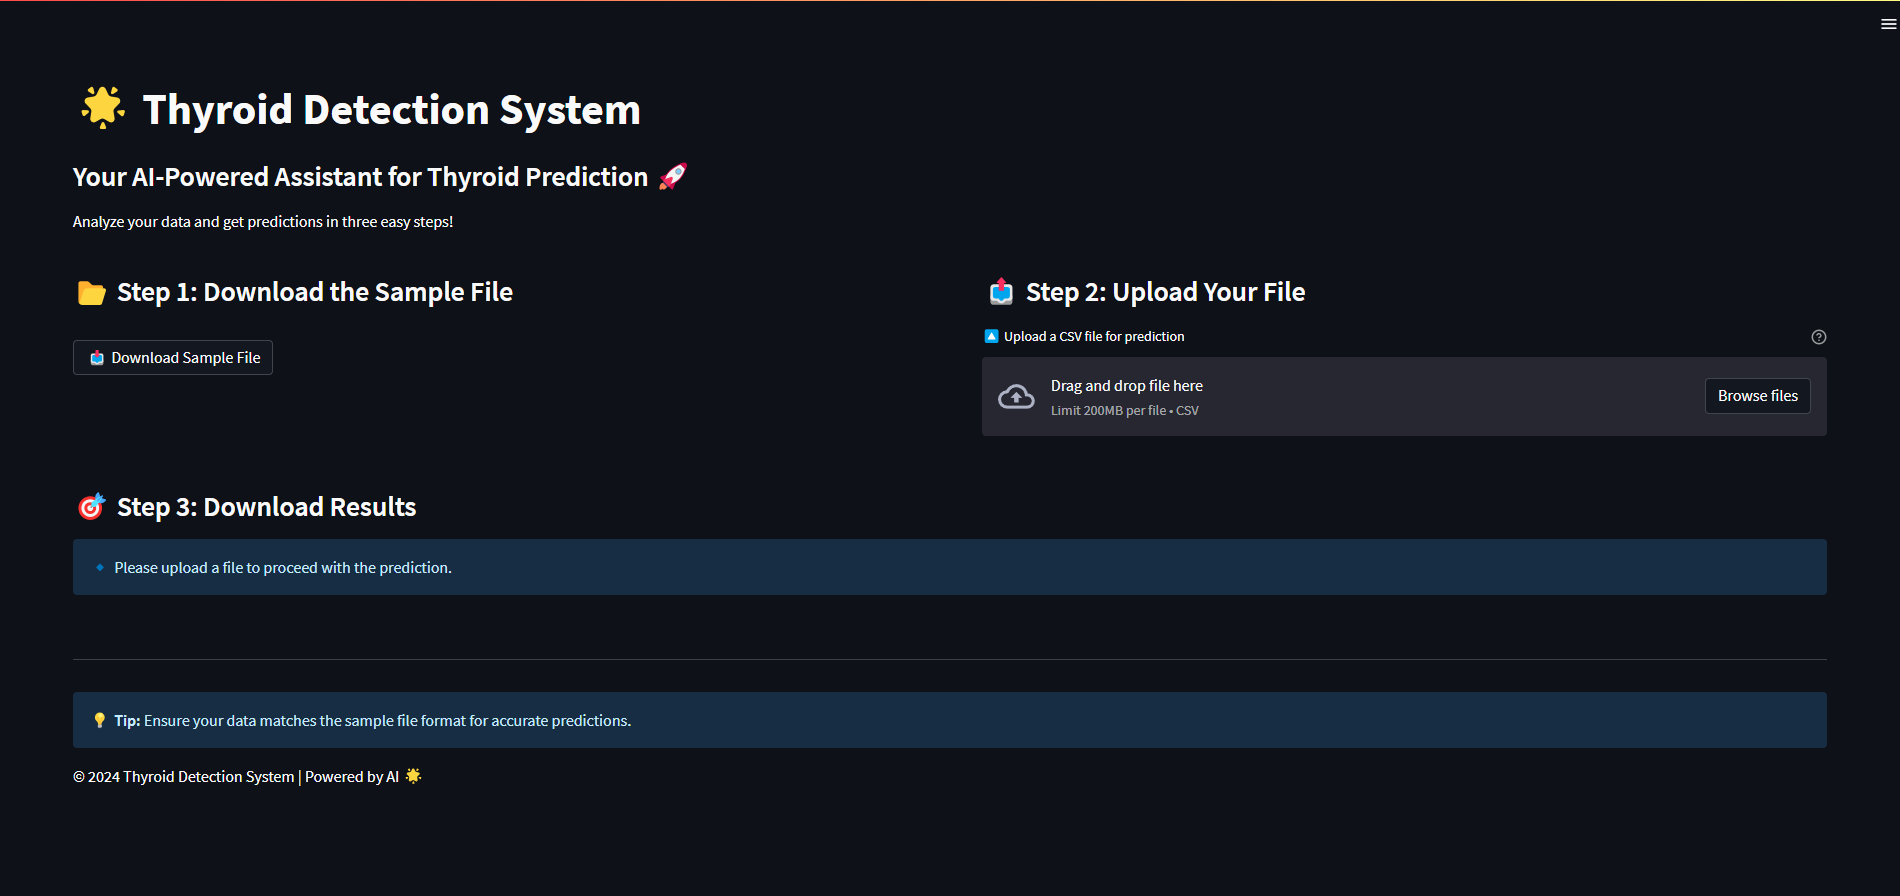 🌟 Thyroid Detection System
Your AI-Powered Assistant for Thyroid Prediction 🚀
Analyze your data and get predictions in three easy steps!
📂 Step 1: Download the Sample File
📤 Download Sample File
📤 Step 2: Upload Your File
🔼 Upload a CSV file for prediction
Drag and drop file here
Limit 200MB per file • CSV
Browse files
🎯 Step 3: Download Results
🔹 Please upload a file to proceed with the prediction.
💡 Tip: Ensure your data matches the sample file format for accurate predictions.
© 2024 Thyroid Detection System | Powered by AI 🌟